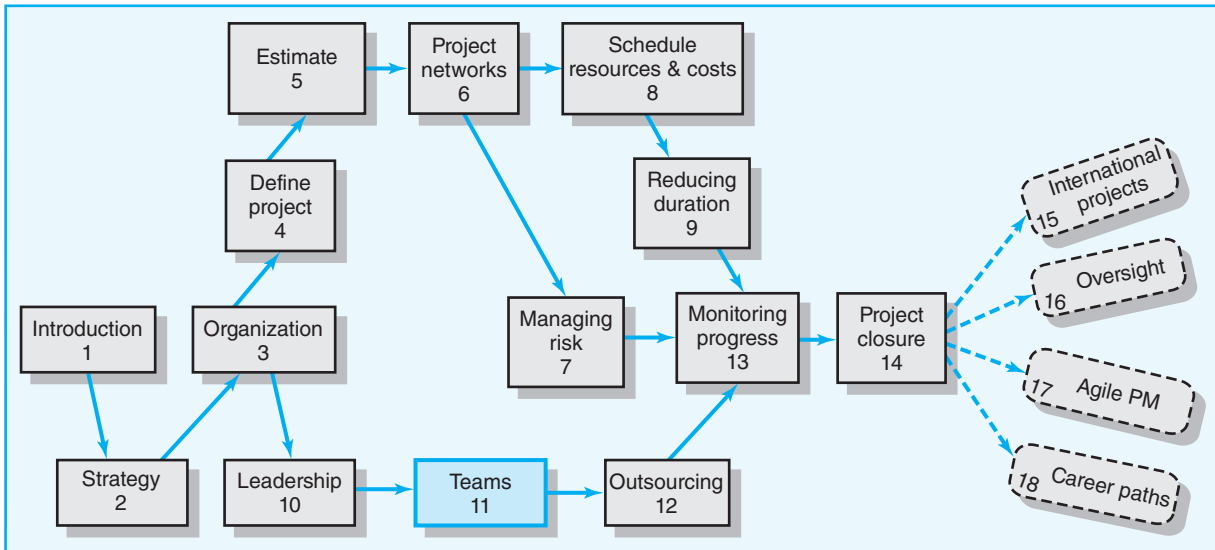 Estimate
5
Project
networks
6
Schedule
resources & costs
8
Define
project
4
Reducing
duration
9
International
projects
15
Oversight
16
Introduction
1
Organization
3
Managing
risk
7
Monitoring
progress
13
Project
closure
14
Agile PM
17
Strategy
2
Leadership
10
Teams
11
Outsourcing
12
Career paths
18